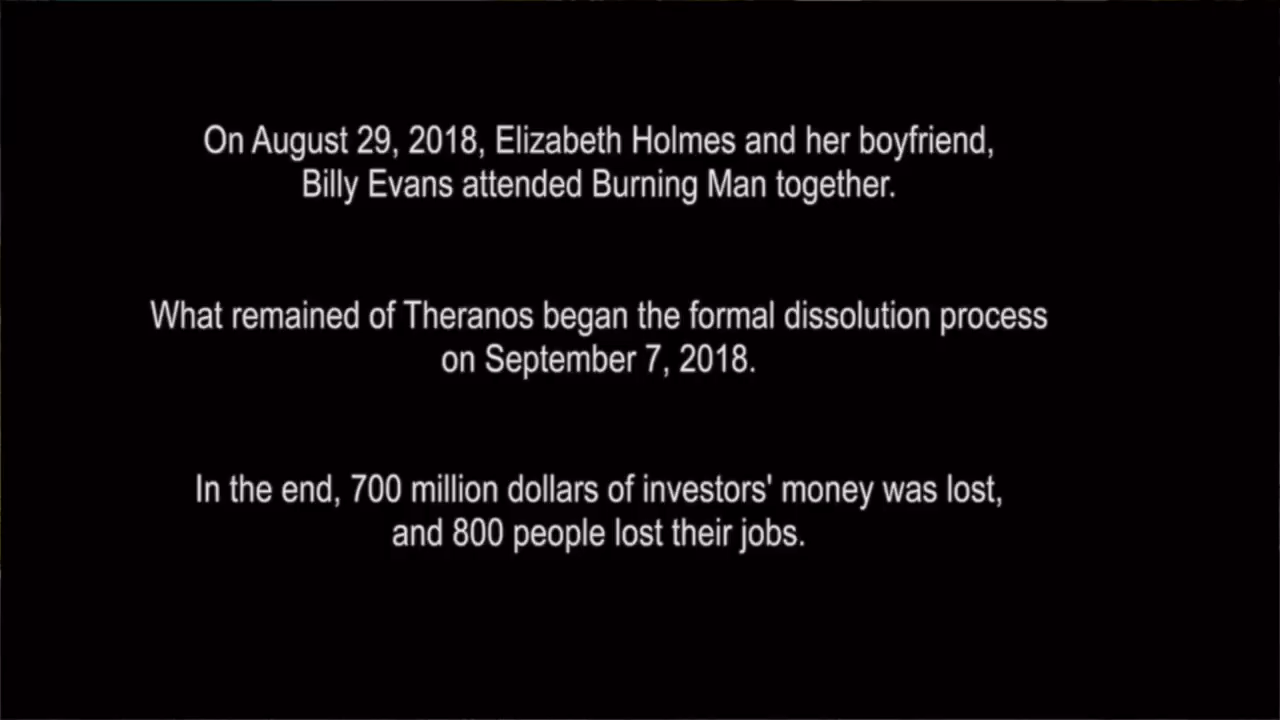 On August 29, 2018, Elizabeth Holmes and her boyfriend,
Billy Evans attended Burning Man together.
What remained of Theranos began the formal dissolution process
on September 7, 2018.
In the end, 700 million dollars of investors' money was lost,
and 800 people lost their jobs.